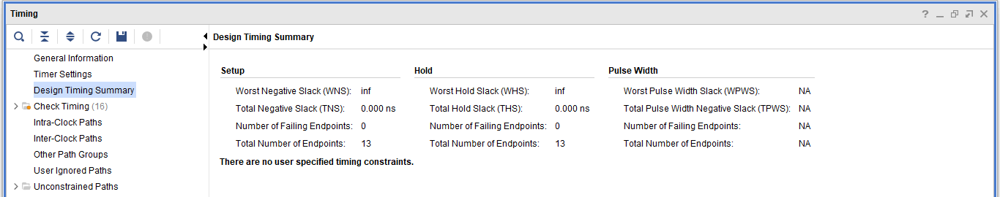 Timing
Design Timing Summary
General Information
Timer Settings
Design Timing Summary
Check Timing (16)
Intra-Clock Paths
Inter-Clock Paths
Other Path Groups
User Ignored Paths
Unconstrained Paths
Setup Hold Pulse Width
Worst Negative Slack (WNS): inf Worst Hold Slack (WHS): inf Worst Pulse Width Slack (WPWS): NA
Total Negative Slack (TNS): 0.000 ns Total Hold Slack (THS): 0.000 ns Total Pulse Width Negative Slack (TPWS): NA
Number of Failing Endpoints: 0 Number of Failing Endpoints: 0 Number of Failing Endpoints: NA
Total Number of Endpoints: 13 Total Number of Endpoints: 13 Total Number of Endpoints: NA
There are no user specified timing constraints.